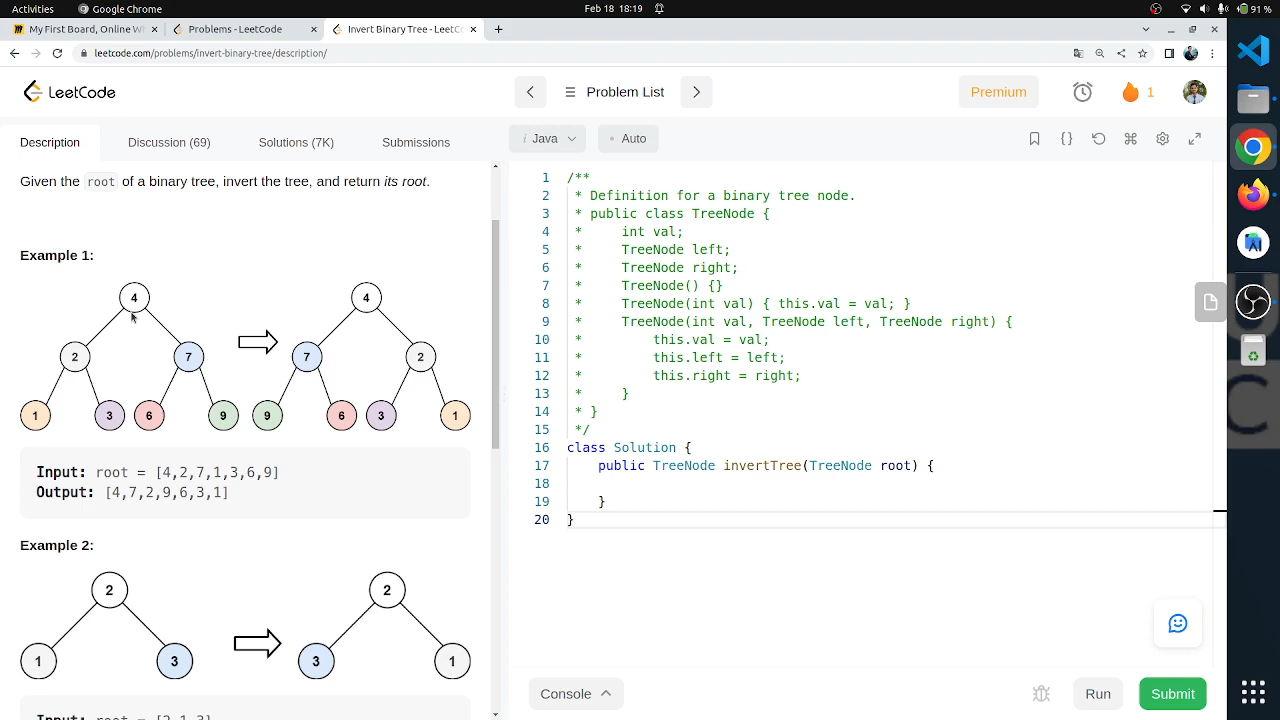 Activities
Google Chrome
Feb 18 18:19
91 %
My First Board, Online Wh
Problems - LeetCode
Invert Binary Tree - LeetCo
leetcode.com/problems/invert-binary-tree/description/
LeetCode
Problem List
Premium
1
Description
Discussion (69)
Solutions (7K)
Submissions
i Java
Auto
Given the root of a binary tree, invert the tree, and return its root.
Example 1:
4
4
2
7
7
2
1
3
6
9
9
6
3
1
Input: root = [4,2,7,1,3,6,9]
Output: [4,7,2,9,6,3,1]
Example 2:
2
2
1
3
3
1
Input: root = [2,1,3]
1 /**
2 * Definition for a binary tree node.
3 * public class TreeNode {
4 *     int val;
5 *     TreeNode left;
6 *     TreeNode right;
7 *     TreeNode() {}
8 *     TreeNode(int val) { this.val = val; }
9 *     TreeNode(int val, TreeNode left, TreeNode right) {
10 *         this.val = val;
11 *         this.left = left;
12 *         this.right = right;
13 *     }
14 * }
15 */
16 class Solution {
17     public TreeNode invertTree(TreeNode root) {
18
19     }
20 }
Console
Run
Submit